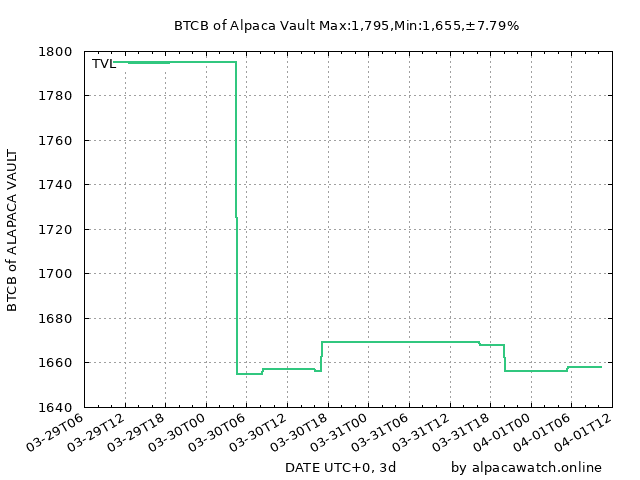 BTCB of Alpaca Vault Max:1,795,Min:1,655,±7.79%
1800
TVL
1780
1760
1740
1720
1700
1680
1660
1640
BTCB of ALAPACA VAULT
03-29T06
03-29T12
03-29T18
03-30T00
03-30T06
03-30T12
03-30T18
03-31T00
03-31T06
03-31T12
03-31T18
04-01T00
04-01T06
04-01T12
DATE UTC+0, 3d
by alpacawatch.online